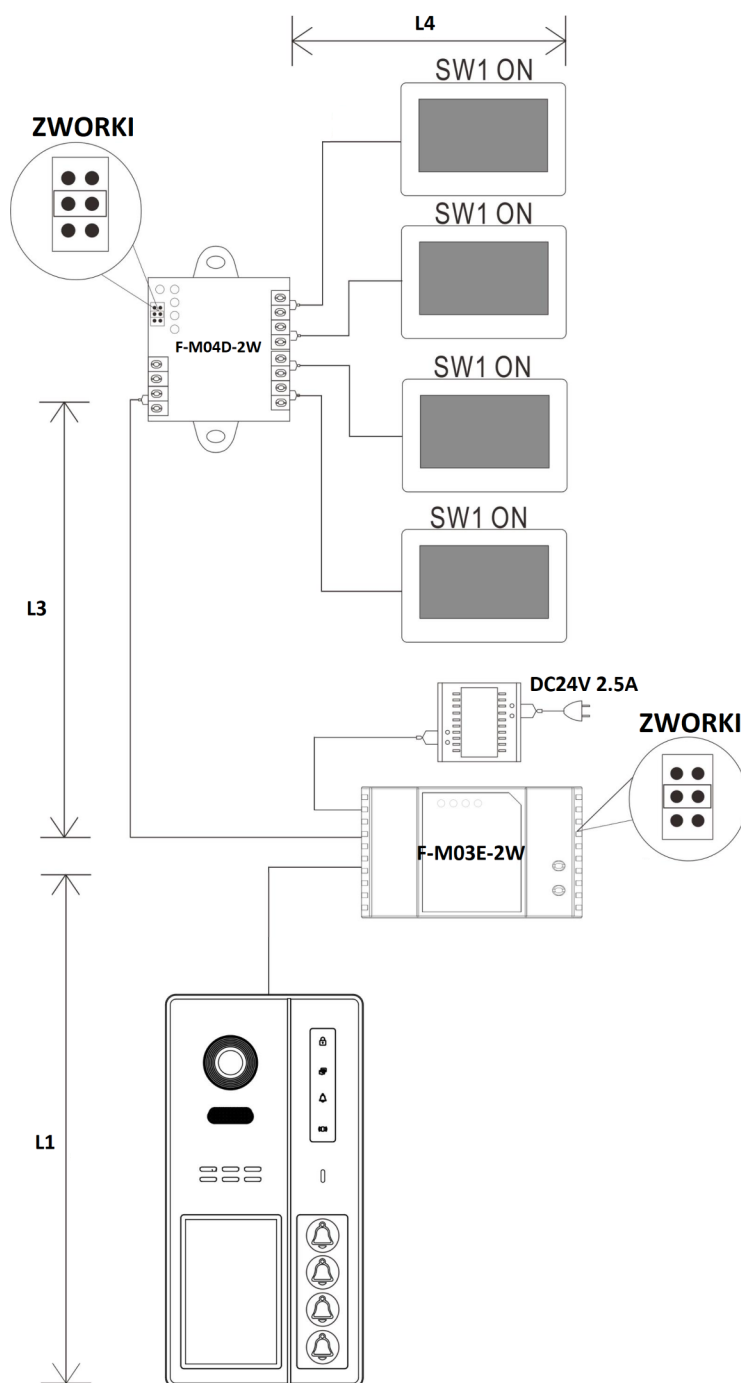 L4
SW1 ON
ZWORKI
SW1 ON
F-M04D-2W
SW1 ON
SW1 ON
L3
DC24V 2.5A
ZWORKI
F-M03E-2W
L1